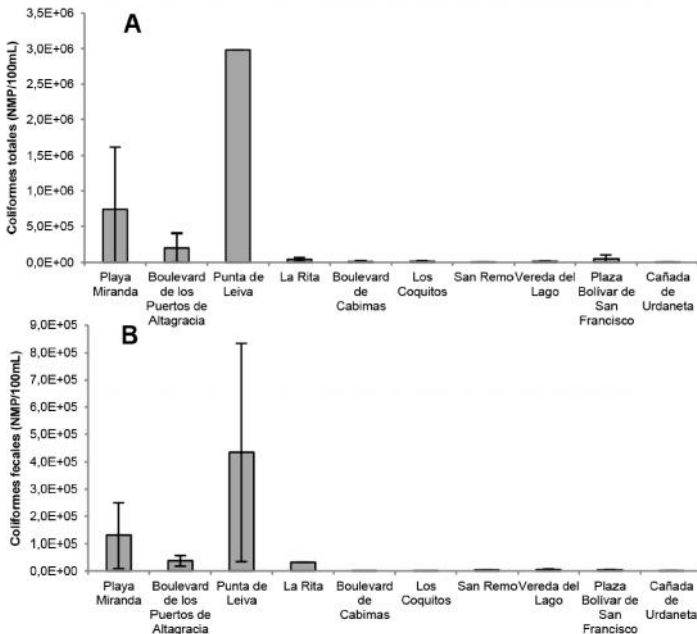 A
Coliformes totales (NMP/100mL)
3,5E+06
3,0E+06
2,5E+06
2,0E+06
1,5E+06
1,0E+06
5,0E+05
0,0E+00
Playa
Miranda
Boulevard
de los
Puertos de
Altagracia
Punta de
Leiva
La Rita
Boulevard
de
Cabimas
Los
Coquitos
San Remo
Vereda del
Lago
Plaza
Bolívar de
San
Francisco
Cañada
de
Urdaneta
B
Coliformes fecales (NMP/100mL)
9,0E+05
8,0E+05
7,0E+05
6,0E+05
5,0E+05
4,0E+05
3,0E+05
2,0E+05
1,0E+05
0,0E+00
Playa
Miranda
Boulevard
de los
Puertos de
Altagracia
Punta de
Leiva
La Rita
Boulevard
de
Cabimas
Los
Coquitos
San Remo
Vereda del
Lago
Plaza
Bolívar de
San
Francisco
Cañada
de
Urdaneta